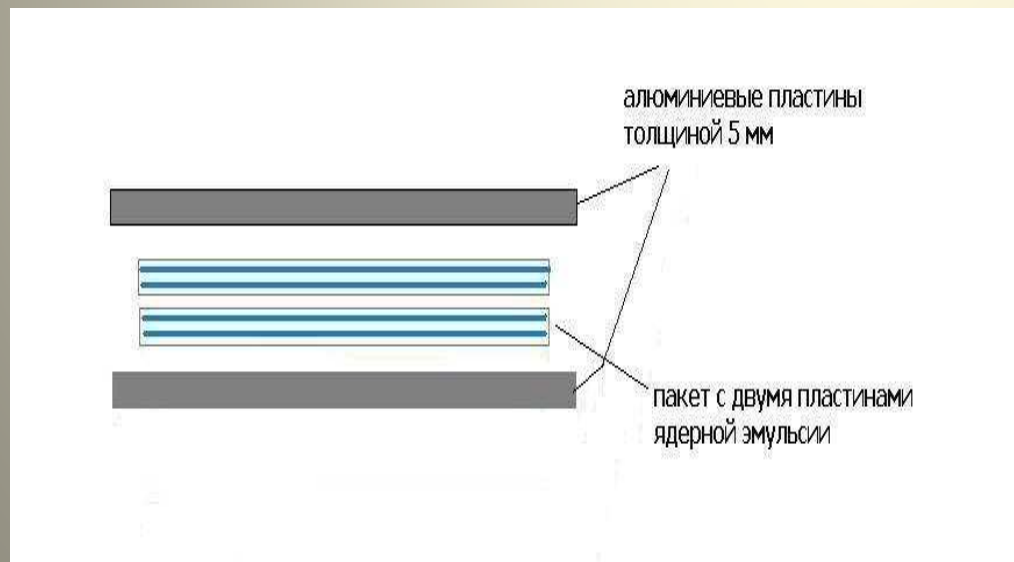 алюминиевые пластины
толщиной 5 мм
пакет с двумя пластинами
ядерной эмульсии